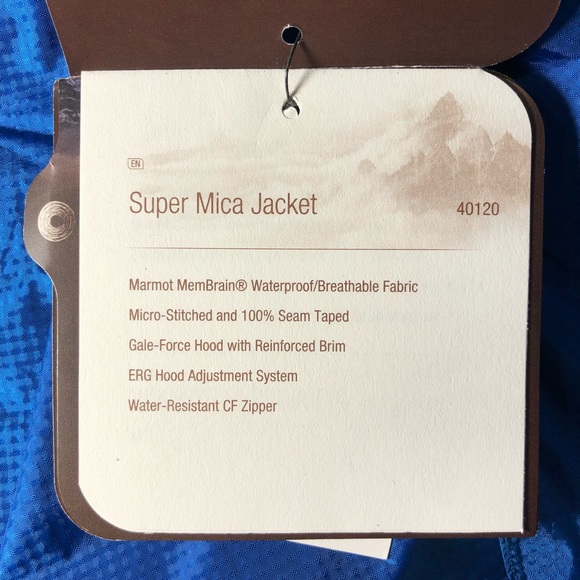 EN
Super Mica Jacket 40120
Marmot MemBrain® Waterproof/Breathable Fabric
Micro-Stitched and 100% Seam Taped
Gale-Force Hood with Reinforced Brim
ERG Hood Adjustment System
Water-Resistant CF Zipper